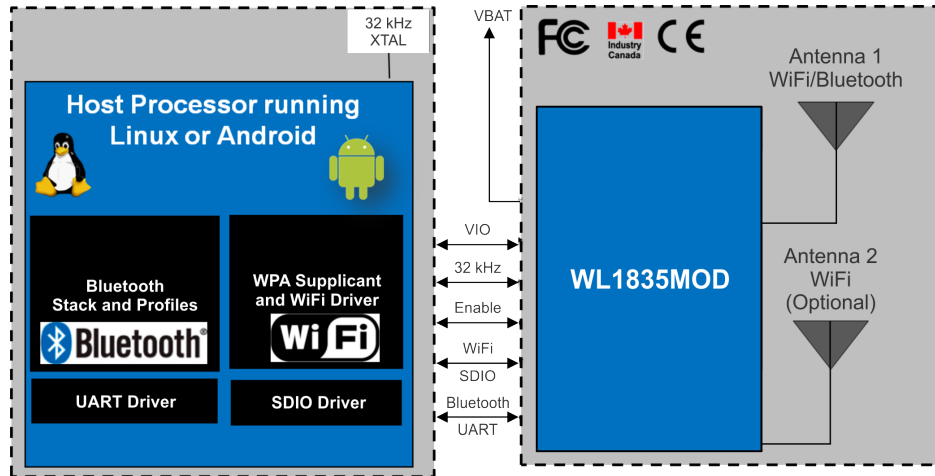 32 kHz
XTAL
Host Processor running
Linux or Android
Bluetooth
Stack and Profiles
Bluetooth®
WPA Supplicant
and WiFi Driver
Wi Fi
UART Driver
SDIO Driver
VBAT
VIO
32 kHz
Enable
WiFi
SDIO
Bluetooth
UART
FC
Industry
Canada
CE
WL1835MOD
Antenna 1
WiFi/Bluetooth
Antenna 2
WiFi
(Optional)